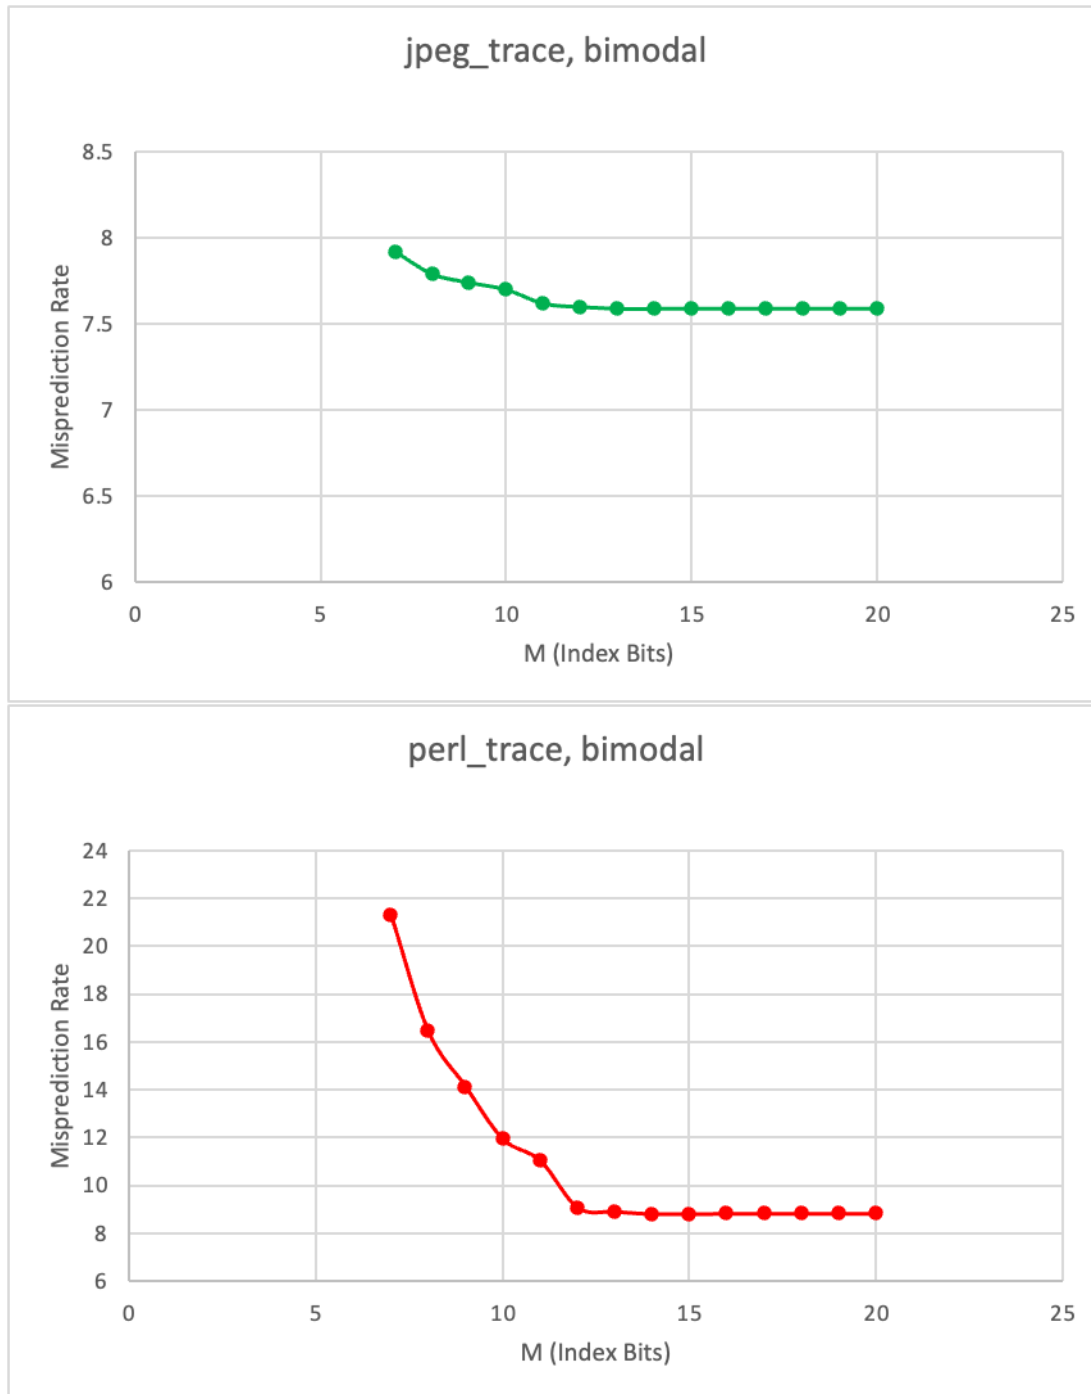 jpeg_trace, bimodal
8.5
8
7.5
7
6.5
6
Misprediction Rate
0 5 10 15 20 25
M (Index Bits)
perl_trace, bimodal
24
22
20
18
16
14
12
10
8
6
Misprediction Rate
0 5 10 15 20 25
M (Index Bits)